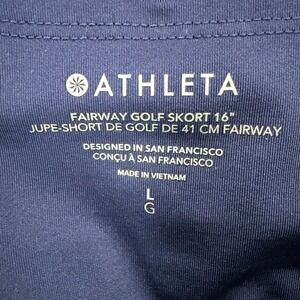 ATHLETA
FAIRWAY GOLF SKORT 16"
JUPE-SHORT DE GOLF DE 41 CM FAIRWAY
DESIGNED IN SAN FRANCISCO
CONÇU À SAN FRANCISCO
MADE IN VIETNAM
L
G